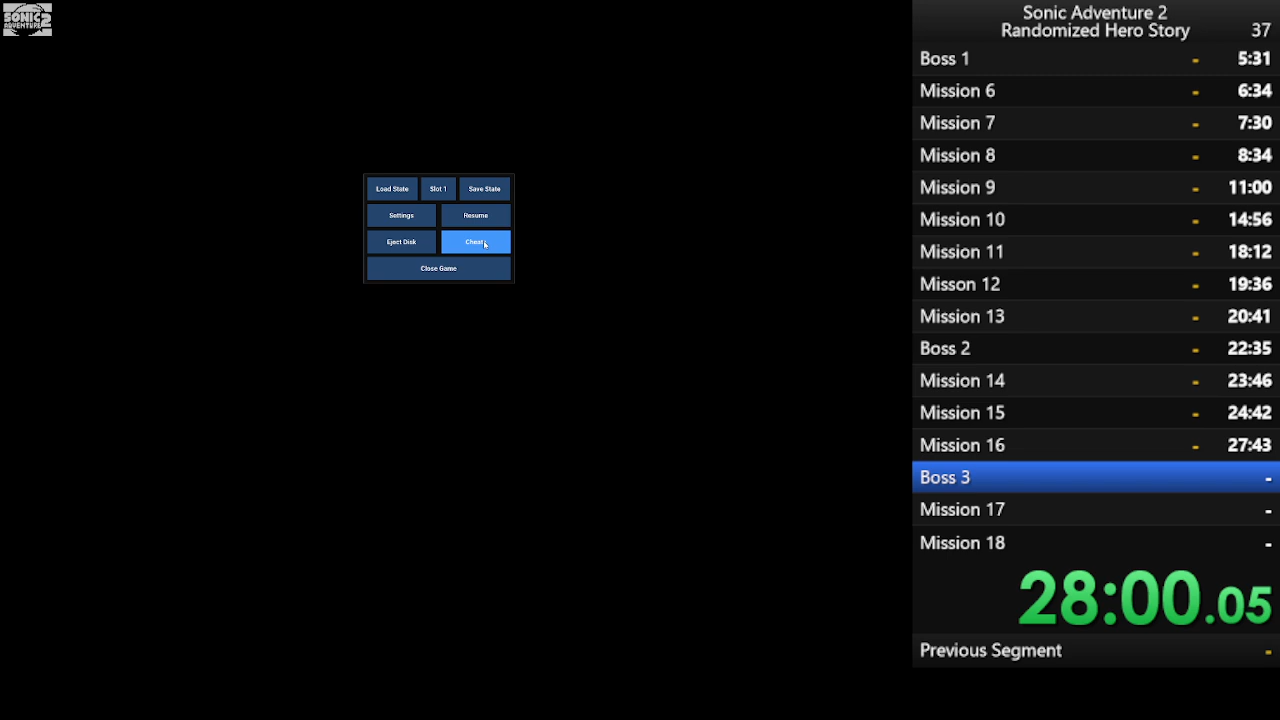 SONIC
ADVENTURE 2
Load State
Slot 1
Save State
Settings
Resume
Eject Disk
Cheats
Close Game
Sonic Adventure 2
Randomized Hero Story 37
Boss 1 - 5:31
Mission 6 - 6:34
Mission 7 - 7:30
Mission 8 - 8:34
Mission 9 - 11:00
Mission 10 - 14:56
Mission 11 - 18:12
Misson 12 - 19:36
Mission 13 - 20:41
Boss 2 - 22:35
Mission 14 - 23:46
Mission 15 - 24:42
Mission 16 - 27:43
Boss 3 -
Mission 17 -
Mission 18 -
28:00.05
Previous Segment -